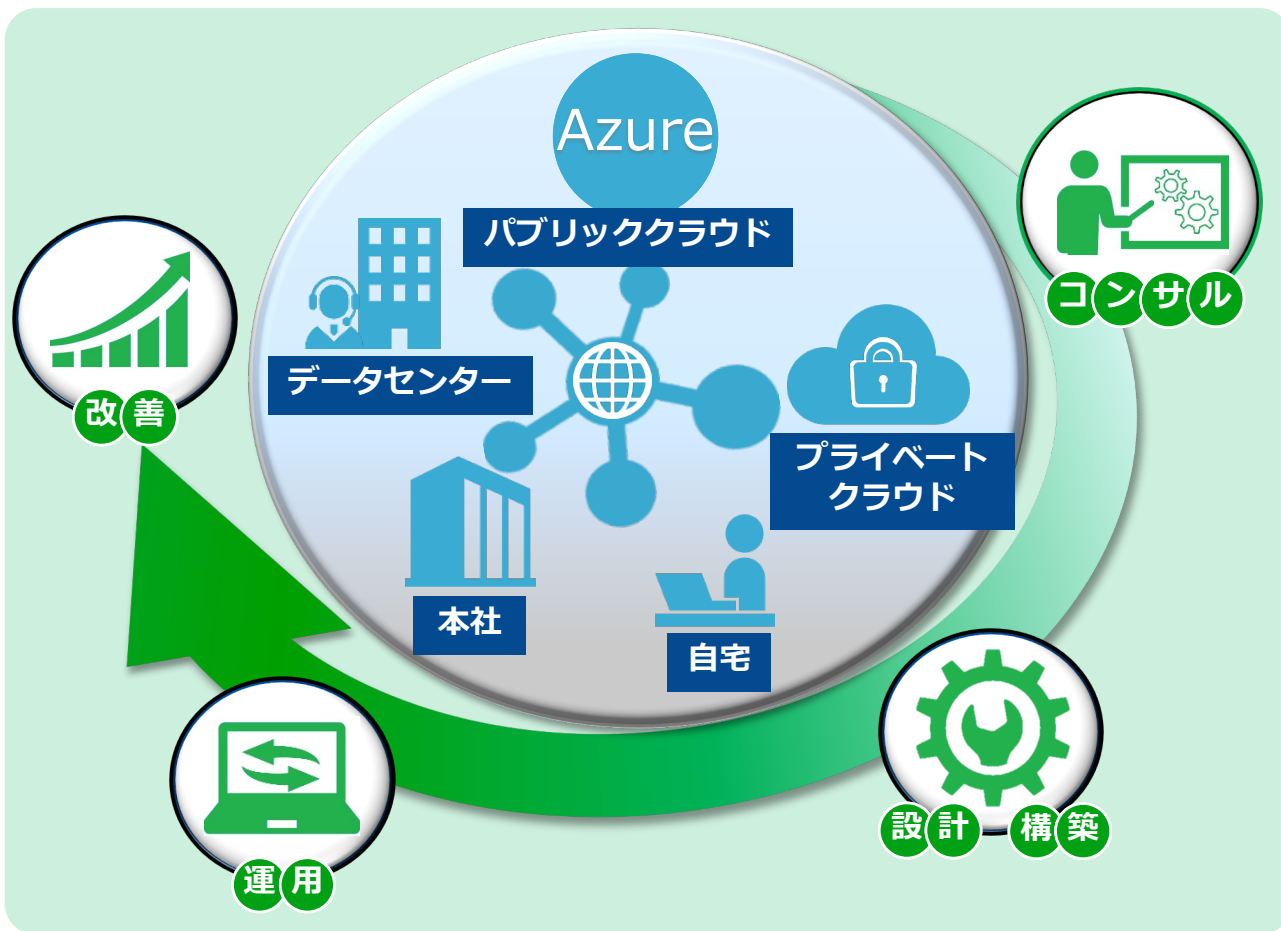 Azure
パブリッククラウド
データセンター
プライベート
クラウド
本社
自宅
コンサル
設計 構築
運用
改善